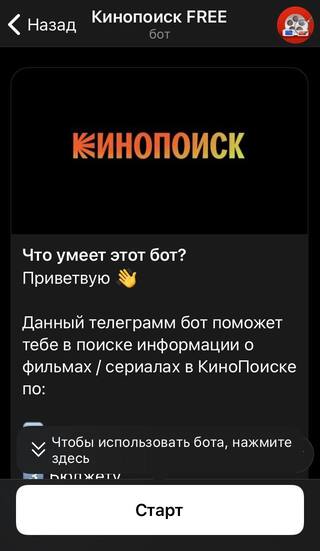 Назад
Кинопоиск FREE
бот
КИНОПОИСК
Что умеет этот бот?
Приветвую 👋
Данный телеграмм бот поможет
тебе в поиске информации о
фильмах / сериалах в КиноПоиске
по:
Чтобы использовать бота, нажмите
здесь
Бюджету
Старт